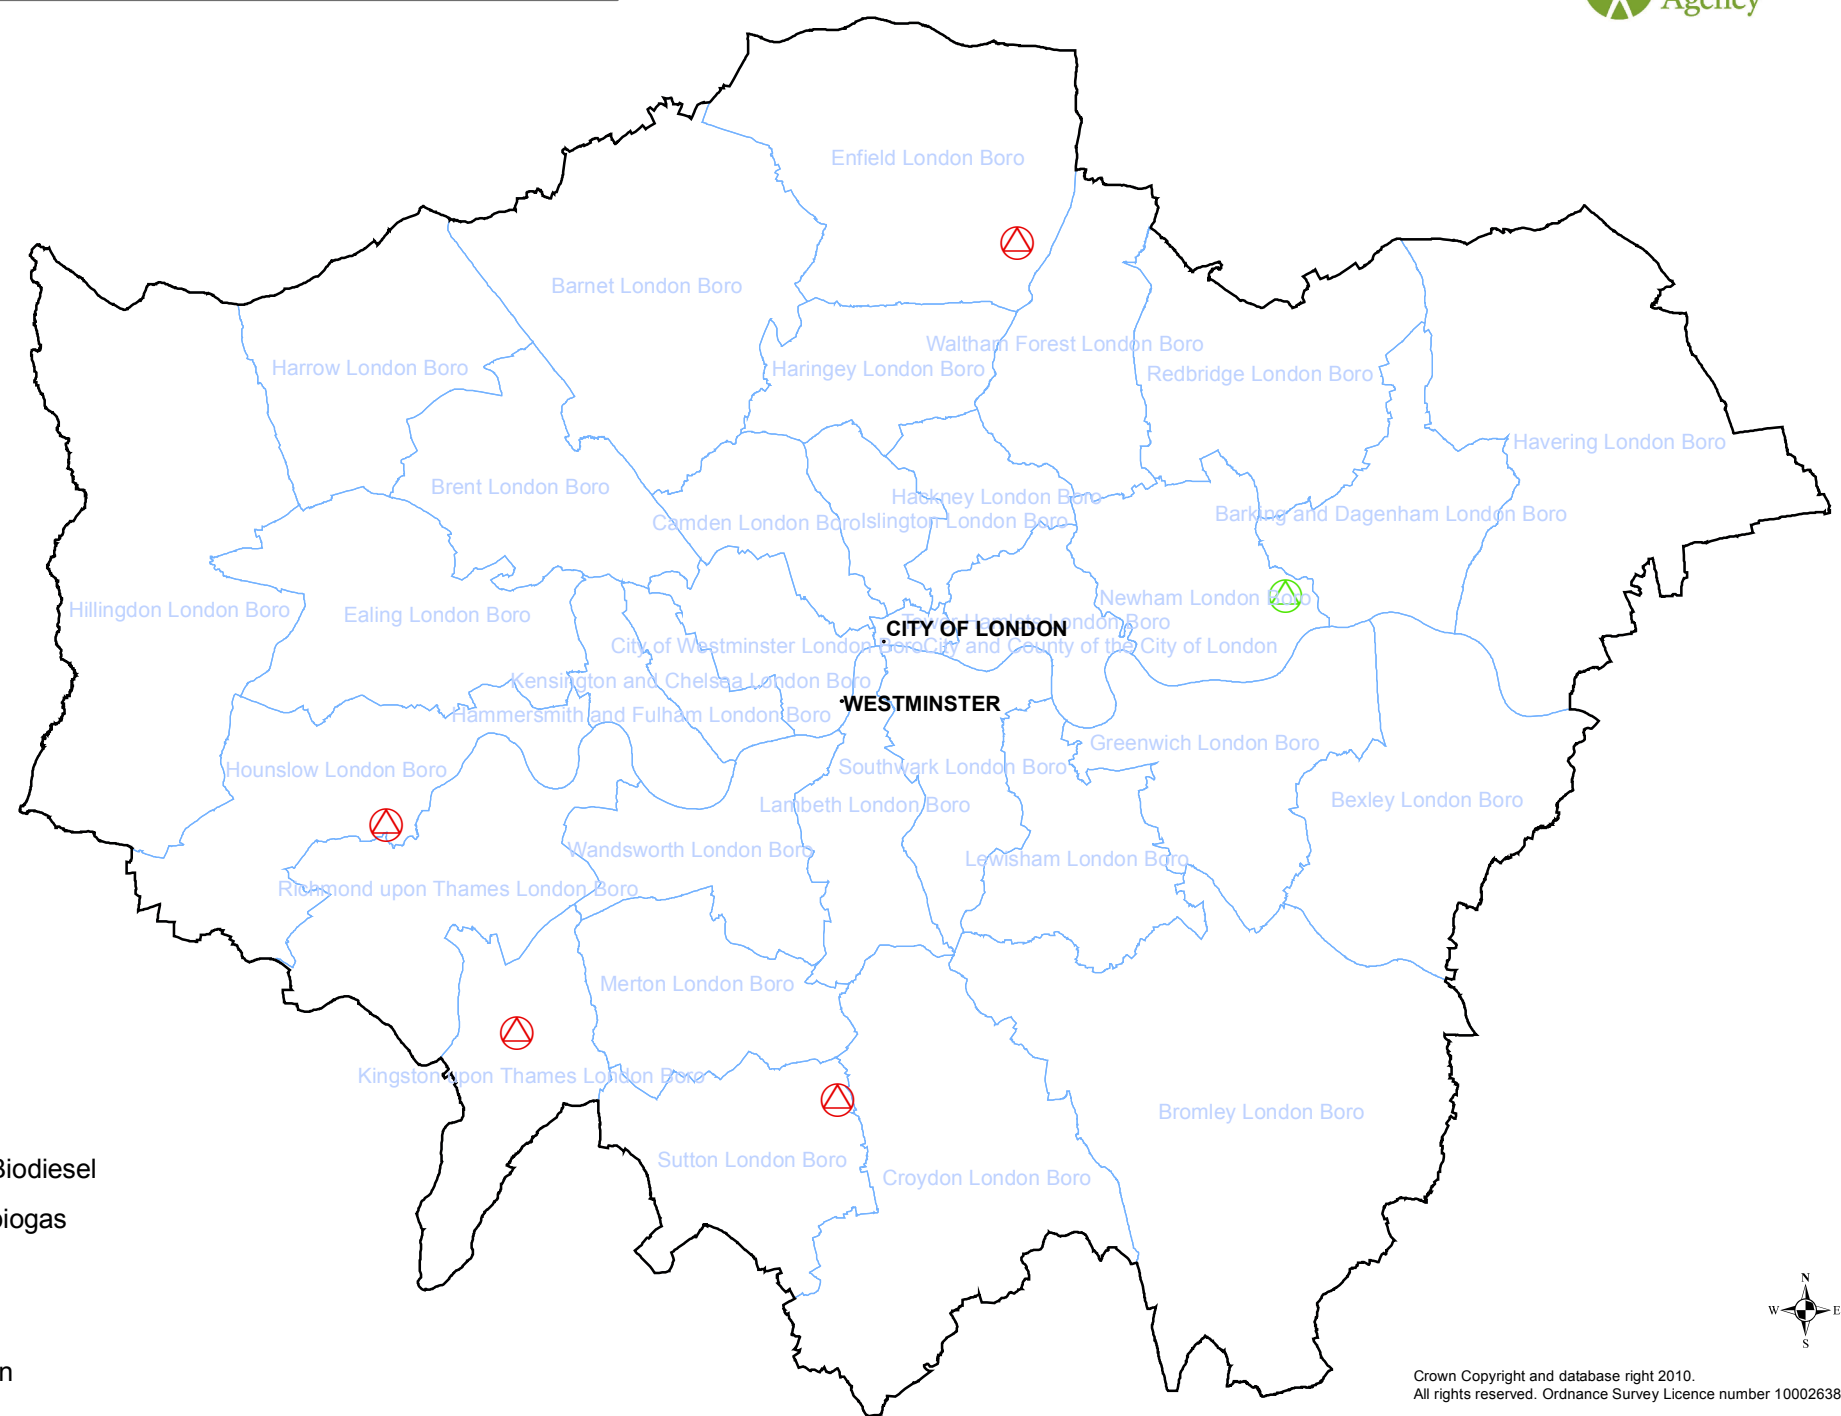 Agency
Enfield London Boro
Barnet London Boro
Waltham Forest London Boro
Harrow London Boro
Haringey London Boro
Redbridge London Boro
Havering London Boro
Brent London Boro
Hackney London Boro
Camden London Boro
Islington London Boro
Barking and Dagenham London Boro
Hillingdon London Boro
Ealing London Boro
Newham London Boro
Tower Hamlets London Boro
CITY OF LONDON
City of Westminster London Boro
City and County of the City of London
Kensington and Chelsea London Boro
WESTMINSTER
Hammersmith and Fulham London Boro
Greenwich London Boro
Hounslow London Boro
Southwark London Boro
Lambeth London Boro
Bexley London Boro
Wandsworth London Boro
Lewisham London Boro
Richmond upon Thames London Boro
Merton London Boro
Kingston upon Thames London Boro
Bromley London Boro
Sutton London Boro
Croydon London Boro
Biodiesel
biogas
n
N
W
E
S
Crown Copyright and database right 2010.
All rights reserved. Ordnance Survey Licence number 10002638